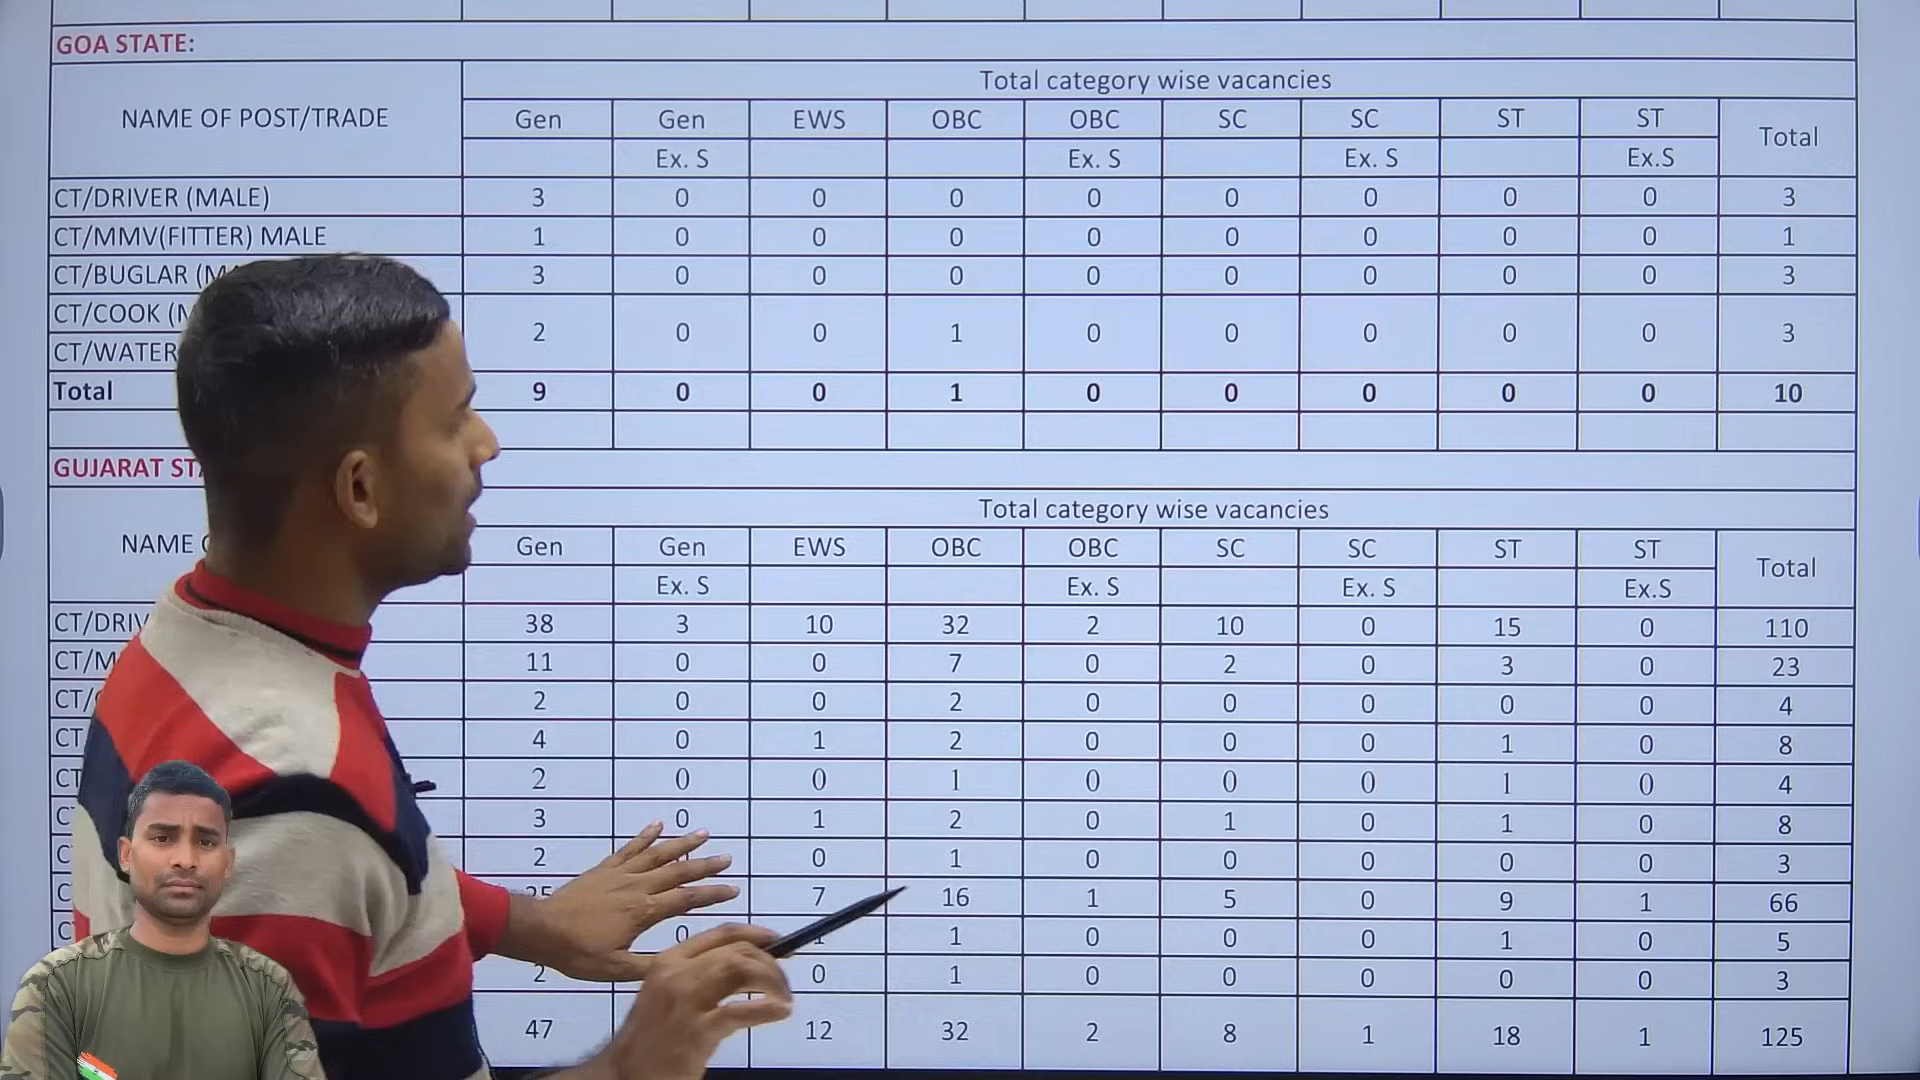 GOA STATE:
NAME OF POST/TRADE Total category wise vacancies
Gen Gen EWS OBC OBC SC SC ST ST Total
Ex. S Ex. S Ex. S Ex.S
CT/DRIVER (MALE) 3 0 0 0 0 0 0 0 0 3
CT/MMV(FITTER) MALE 1 0 0 0 0 0 0 0 0 1
CT/BUGLAR 3 0 0 0 0 0 0 0 0 3
CT/COOK 2 0 0 1 0 0 0 0 0 3
CT/WATER
Total 9 0 0 1 0 0 0 0 0 10
GUJARAT
NAME Total category wise vacancies
Gen Gen EWS OBC OBC SC SC ST ST Total
Ex. S Ex. S Ex. S Ex.S
CT/DRIV 38 3 10 32 2 10 0 15 0 110
CT/M 11 0 0 7 0 2 0 3 0 23
CT/ 2 0 0 2 0 0 0 0 0 4
CT 4 0 1 2 0 0 0 1 0 8
CT 2 0 0 1 0 0 0 1 0 4
3 0 1 2 0 1 0 1 0 8
2 0 1 0 0 0 0 0 3
7 16 1 5 0 9 1 66
0 1 0 0 0 1 0 5
2 0 1 0 0 0 0 0 3
47 12 32 2 8 1 18 1 125